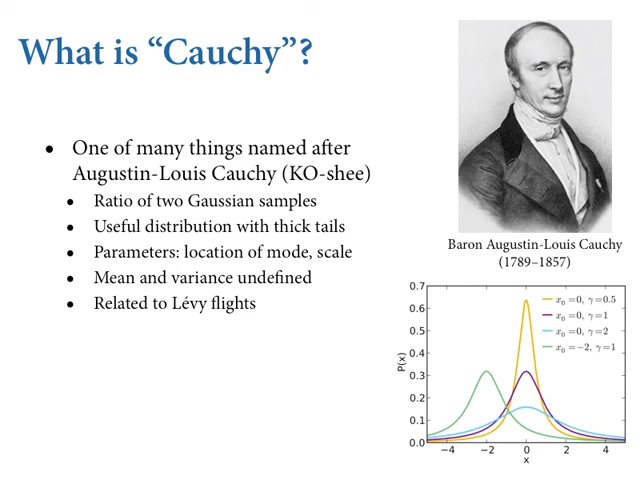 What is “Cauchy”?
• One of many things named after
Augustin-Louis Cauchy (KO-shee)
• Ratio of two Gaussian samples
• Useful distribution with thick tails
• Parameters: location of mode, scale
• Mean and variance undefined
• Related to Lévy flights
Baron Augustin-Louis Cauchy
(1789–1857)
0.7
0.6
0.5
0.4
0.3
0.2
0.1
0.0
P(x)
x₀ =0, γ=0.5
x₀ =0, γ=1
x₀ =0, γ=2
x₀ =−2, γ=1
−4 −2 0 2 4
x